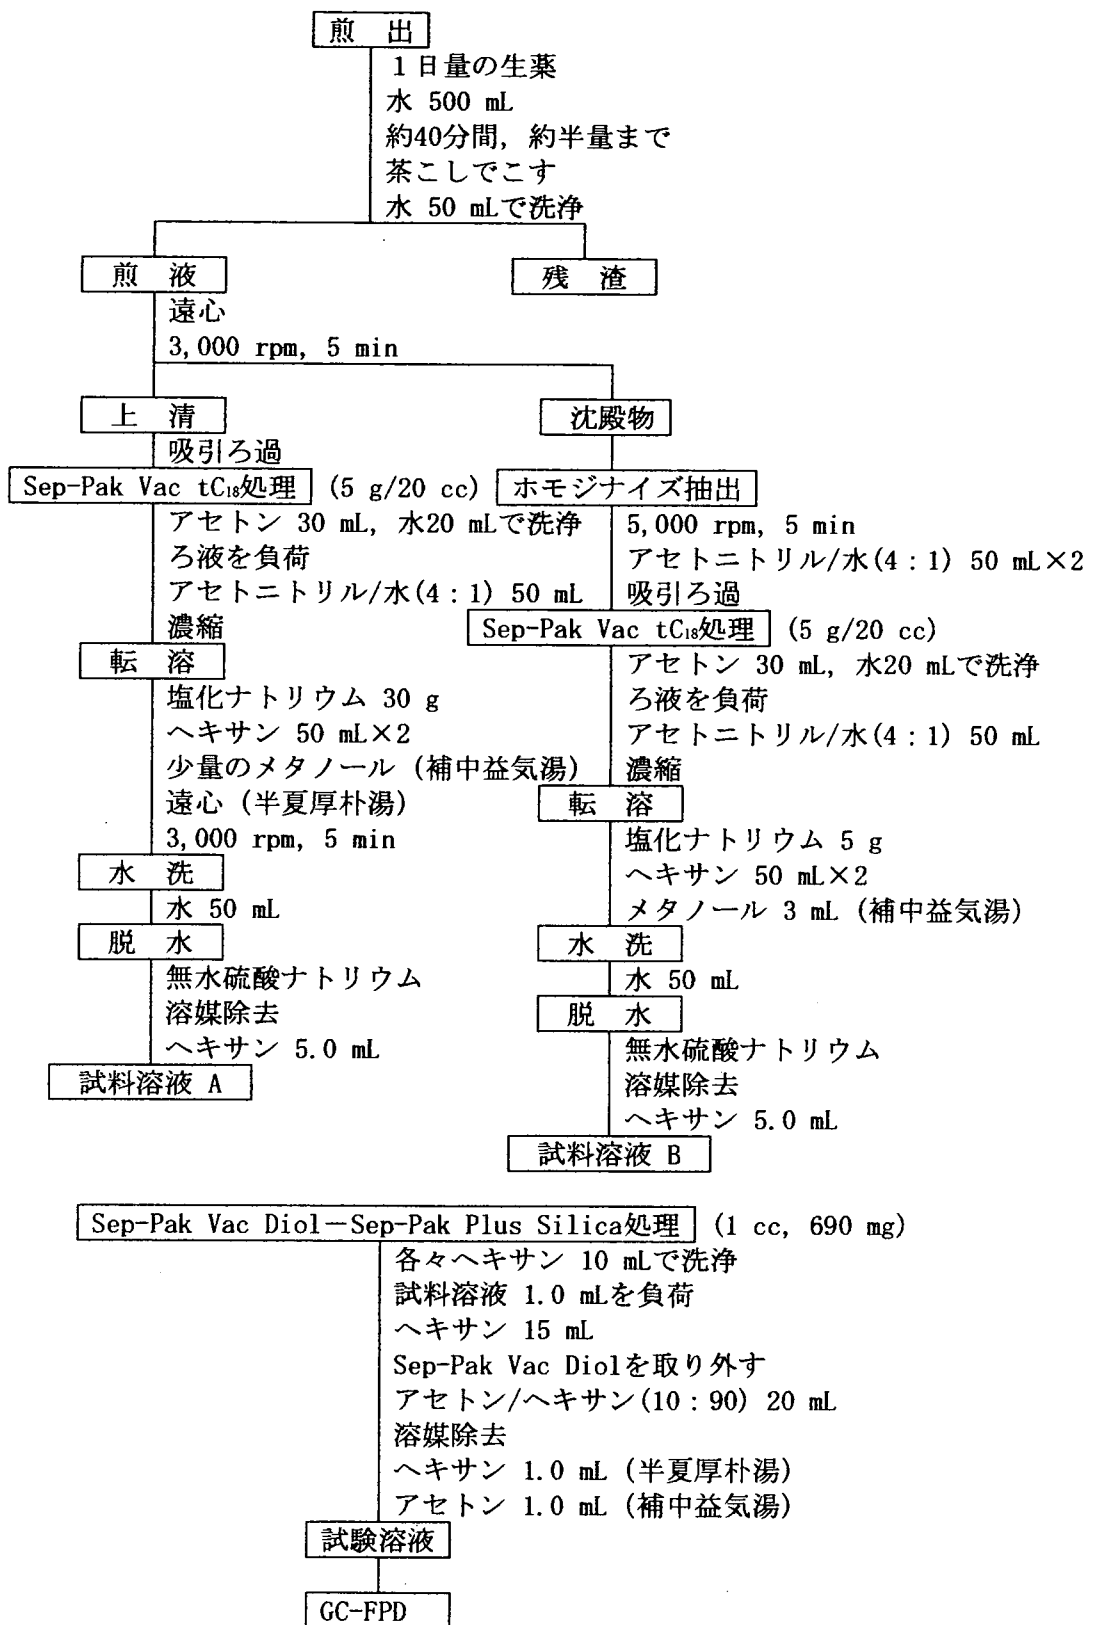 煎 出
1日量の生薬
水 500 mL
約40分間, 約半量まで
茶こしでこす
水 50 mLで洗浄
煎 液
残 渣
遠心
3,000 rpm, 5 min
上 清
吸引ろ過
Sep-Pak Vac tC₁₈処理 (5 g/20 cc)
アセトン 30 mL, 水20 mLで洗浄
ろ液を負荷
アセトニトリル/水(4:1) 50 mL
濃縮
転 溶
塩化ナトリウム 30 g
ヘキサン 50 mL×2
少量のメタノール (補中益気湯)
遠心 (半夏厚朴湯)
3,000 rpm, 5 min
水 洗
水 50 mL
脱 水
無水硫酸ナトリウム
溶媒除去
ヘキサン 5.0 mL
試料溶液 A
沈殿物
ホモジナイズ抽出
5,000 rpm, 5 min
アセトニトリル/水(4:1) 50 mL×2
吸引ろ過
Sep-Pak Vac tC₁₈処理 (5 g/20 cc)
アセトン 30 mL, 水20 mLで洗浄
ろ液を負荷
アセトニトリル/水(4:1) 50 mL
濃縮
転 溶
塩化ナトリウム 5 g
ヘキサン 50 mL×2
メタノール 3 mL (補中益気湯)
水 洗
水 50 mL
脱 水
無水硫酸ナトリウム
溶媒除去
ヘキサン 5.0 mL
試料溶液 B
Sep-Pak Vac Diol－Sep-Pak Plus Silica処理 (1 cc, 690 mg)
各々ヘキサン 10 mLで洗浄
試料溶液 1.0 mLを負荷
ヘキサン 15 mL
Sep-Pak Vac Diolを取り外す
アセトン/ヘキサン(10:90) 20 mL
溶媒除去
ヘキサン 1.0 mL (半夏厚朴湯)
アセトン 1.0 mL (補中益気湯)
試験溶液
GC-FPD